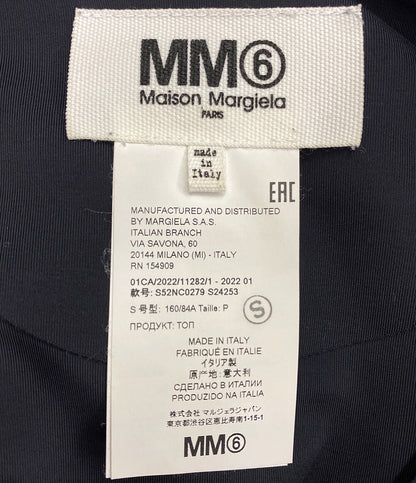 MM⑥
Maison Margiela
PARIS
made
in
Italy
EAC
MANUFACTURED AND DISTRIBUTED
BY MARGIELA S.A.S.
ITALIAN BRANCH
VIA SAVONA, 60
20144 MILANO (MI) - ITALY
RN 154909
01CA/2022/11282/1 - 2022 01
款号: S52NC0279 S24253
S 号型: 160/84A Taille: P
S
ПРОДУКТ: ТОП
MADE IN ITALY
FABRIQUÉ EN ITALIE
イタリア製
原产地: 意大利
СДЕЛАНО В ИТАЛИИ
PRODUZIDO NA ITALIA
株式会社 マルジェラジャパン
東京都渋谷区恵比寿南1-15-1
MM⑥